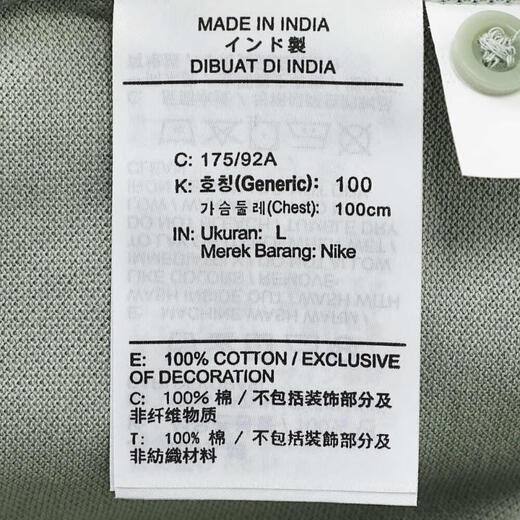 MADE IN INDIA
インド製
DIBUAT DI INDIA
C: 175/92A
K: 호칭(Generic): 100
가슴둘레(Chest): 100cm
IN: Ukuran: L
Merek Barang: Nike
E: 100% COTTON / EXCLUSIVE
OF DECORATION
C: 100% 棉 / 不包括装饰部分及
非纤维物质
T: 100% 棉 / 不包括裝飾部分及
非紡織材料